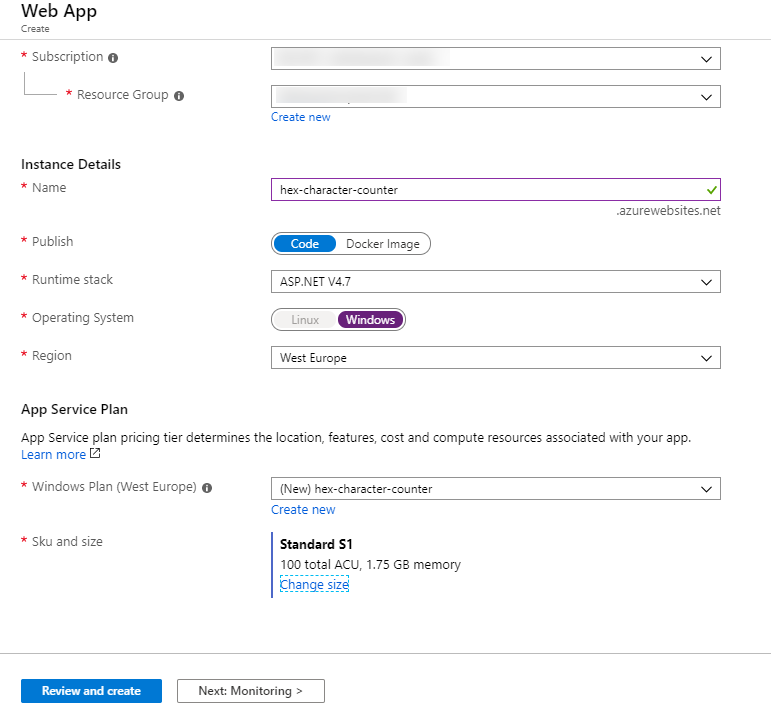 Web App
Create
* Subscription
* Resource Group
Create new
Instance Details
* Name
hex-character-counter
.azurewebsites.net
* Publish
Code Docker Image
* Runtime stack
ASP.NET V4.7
* Operating System
Linux Windows
* Region
West Europe
App Service Plan
App Service plan pricing tier determines the location, features, cost and compute resources associated with your app.
Learn more
* Windows Plan (West Europe)
(New) hex-character-counter
Create new
* Sku and size
Standard S1
100 total ACU, 1.75 GB memory
Change size
Review and create
Next: Monitoring >